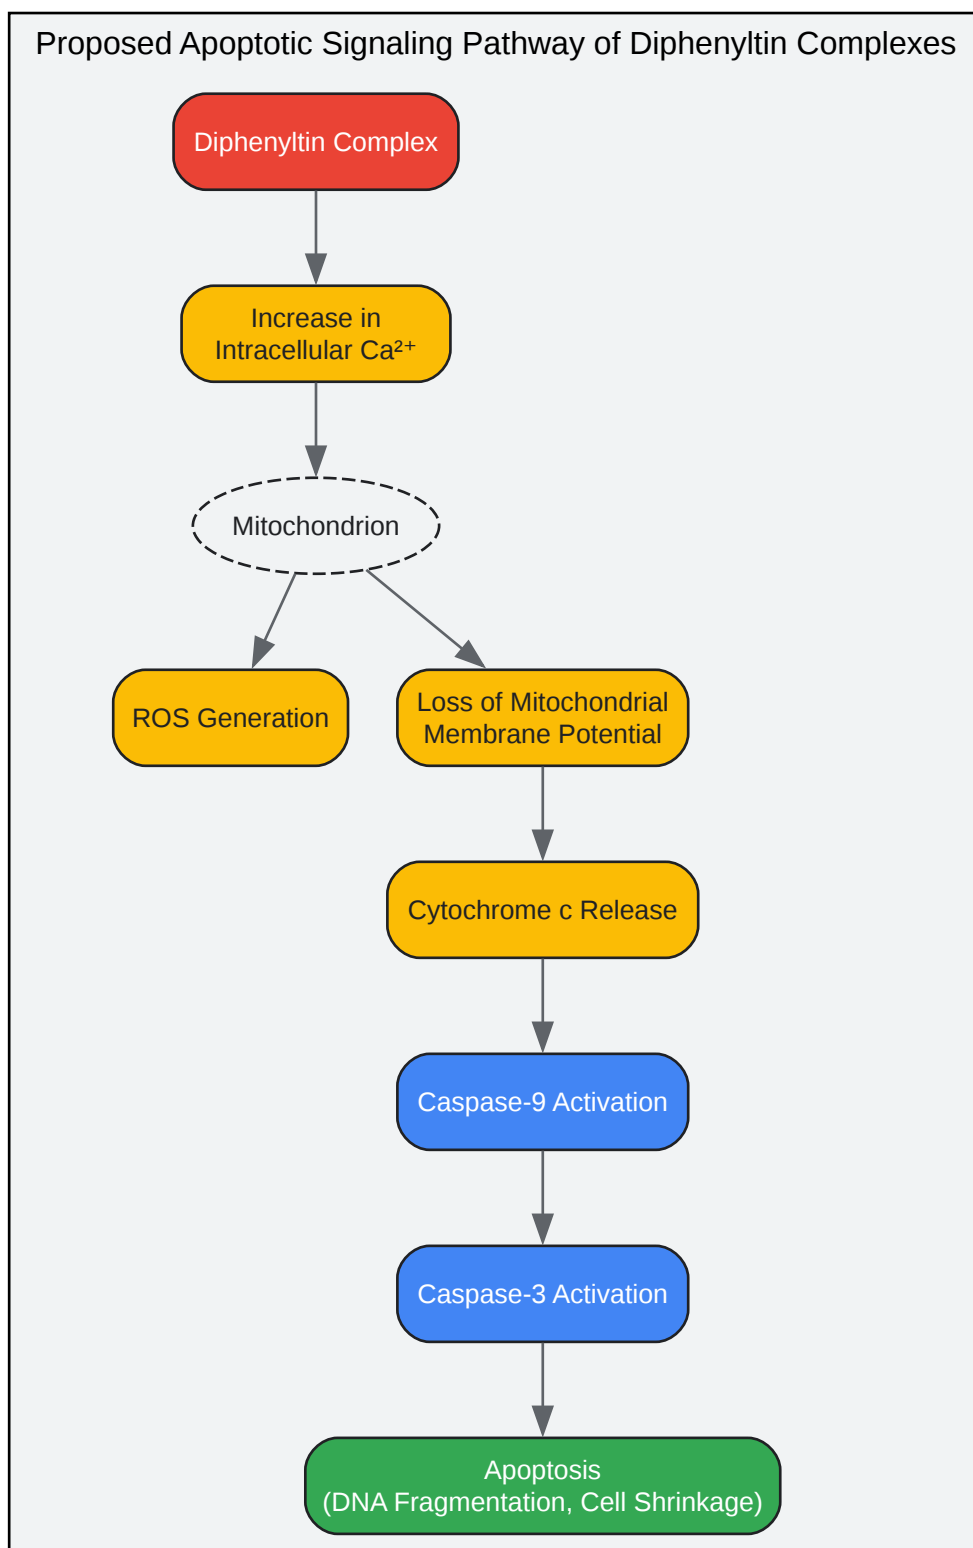 Proposed Apoptotic Signaling Pathway of Diphenyltin Complexes
Diphenyltin Complex
Increase in
Intracellular Ca²⁺
Mitochondrion
ROS Generation
Loss of Mitochondrial
Membrane Potential
Cytochrome c Release
Caspase-9 Activation
Caspase-3 Activation
Apoptosis
(DNA Fragmentation, Cell Shrinkage)